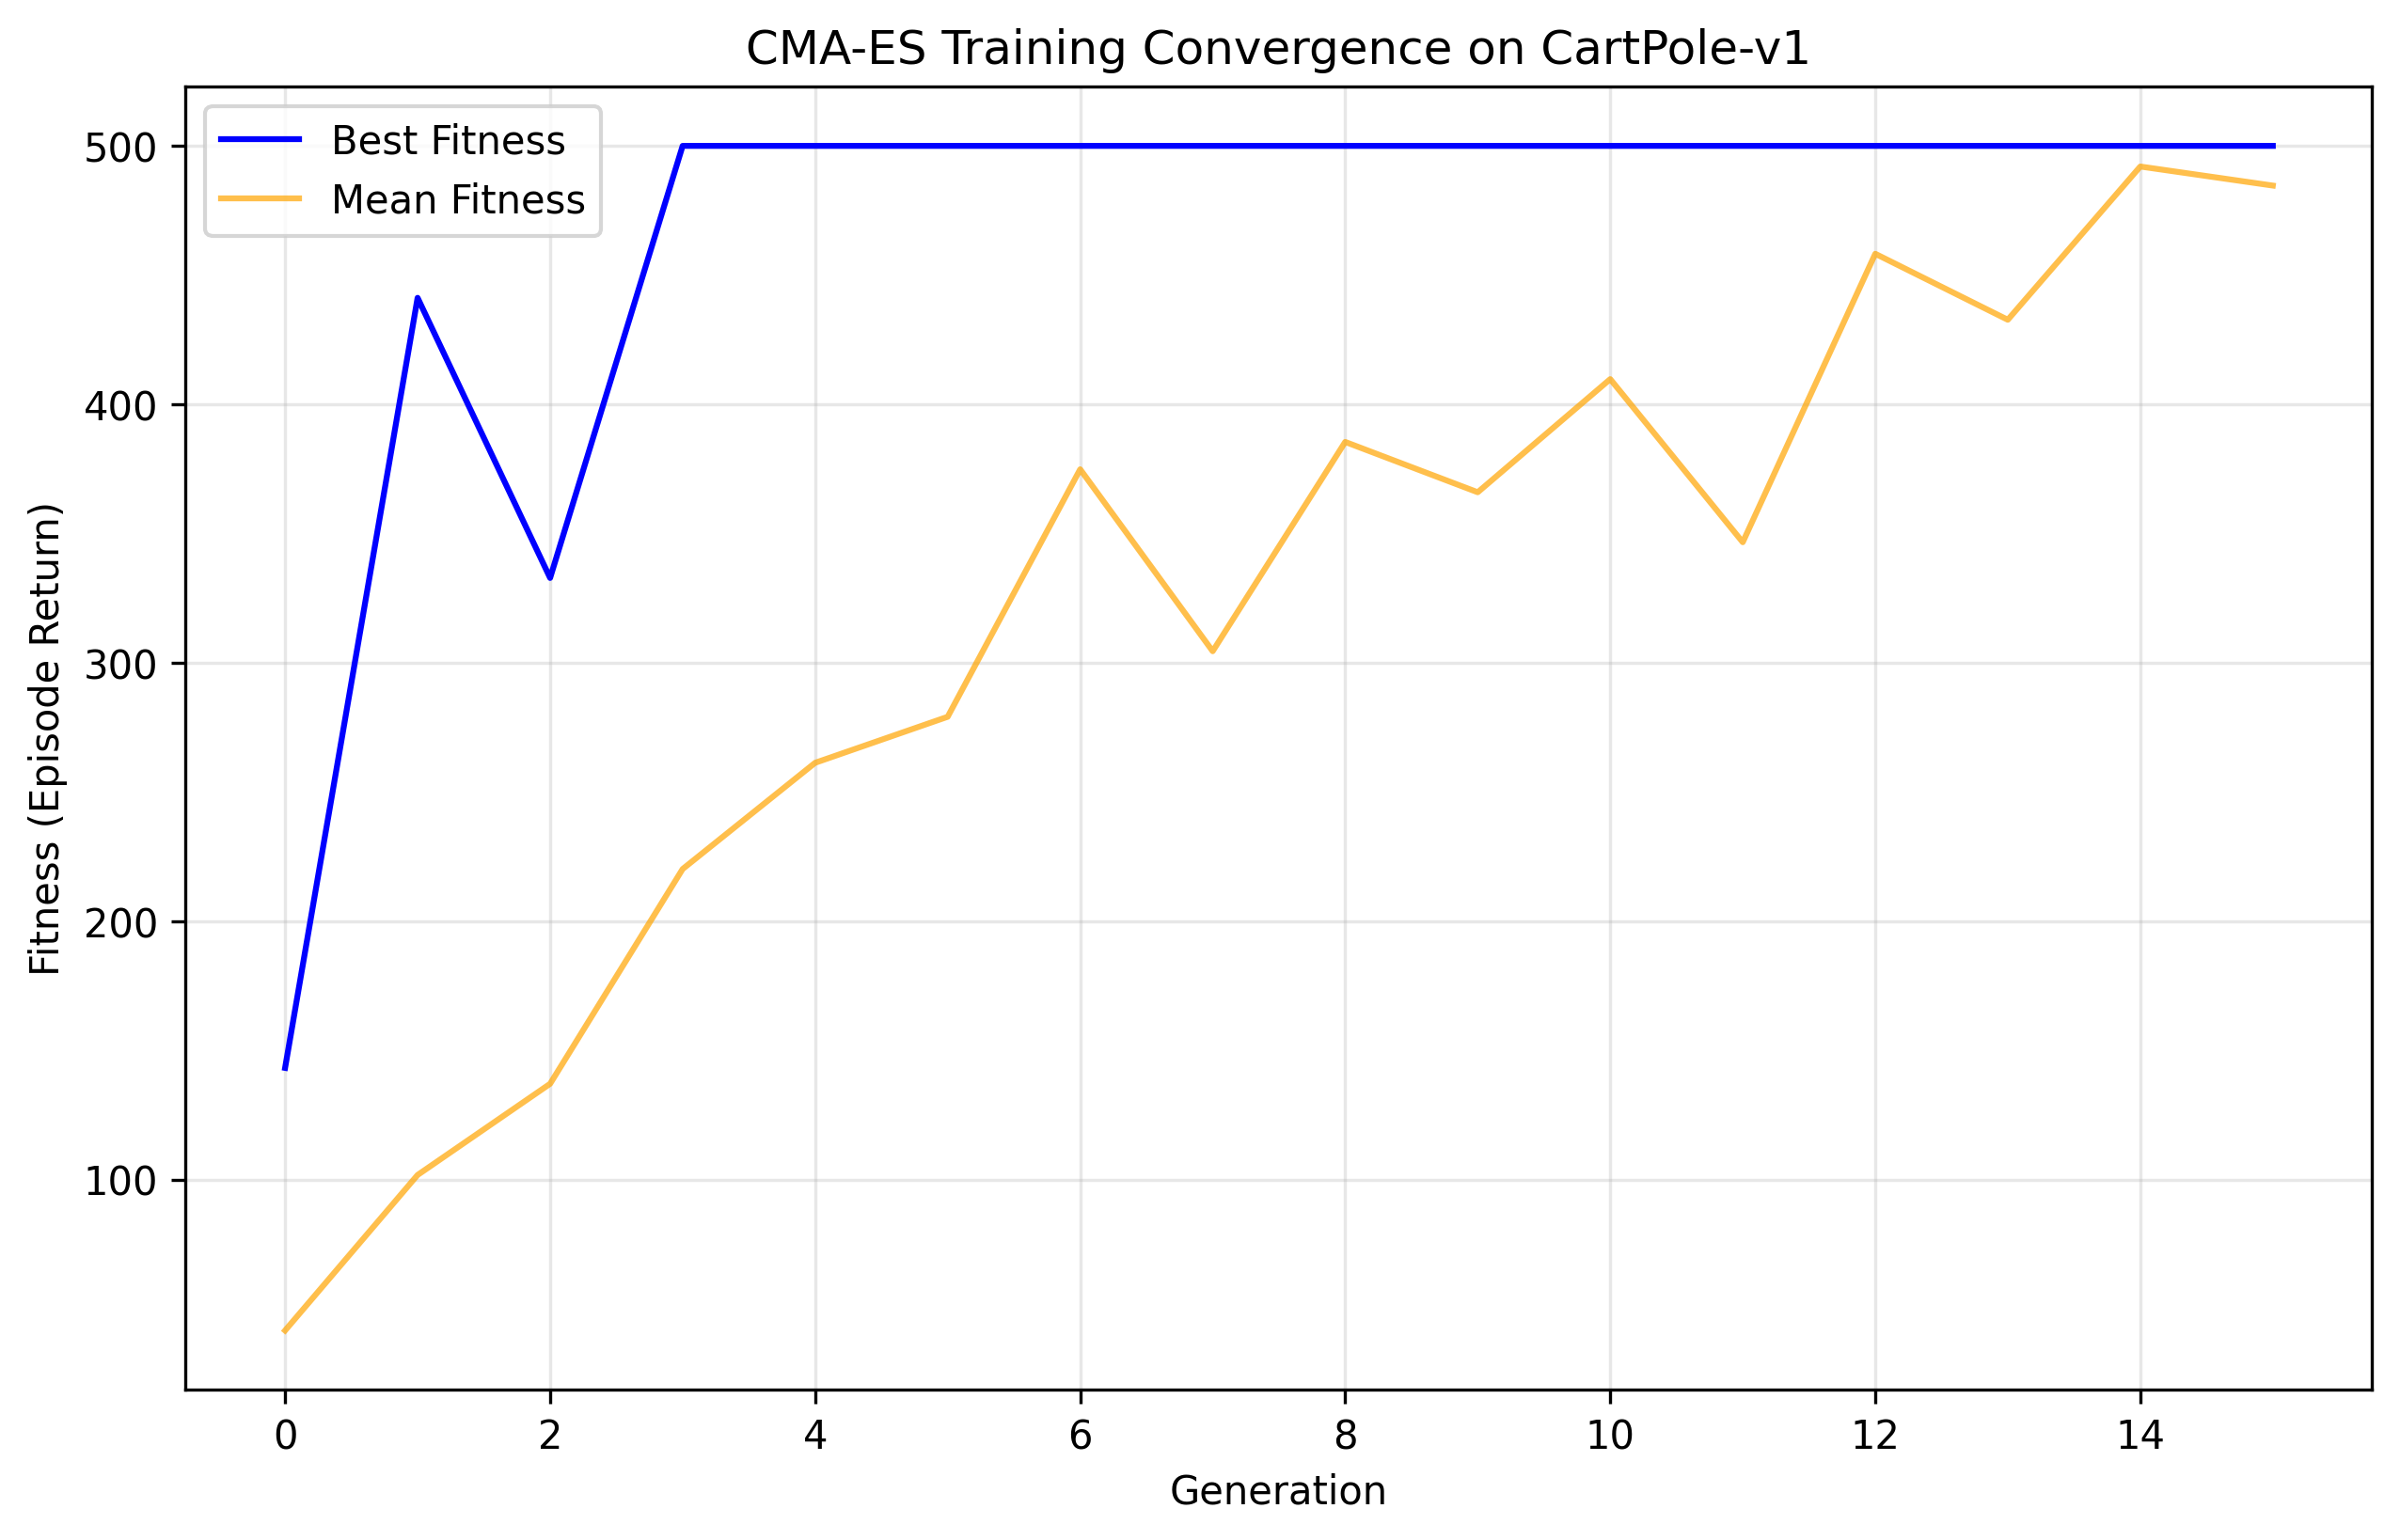 CMA-ES Training Convergence on CartPole-v1
Best Fitness
Mean Fitness
500
400
300
200
100
Fitness (Episode Return)
0 2 4 6 8 10 12 14
Generation